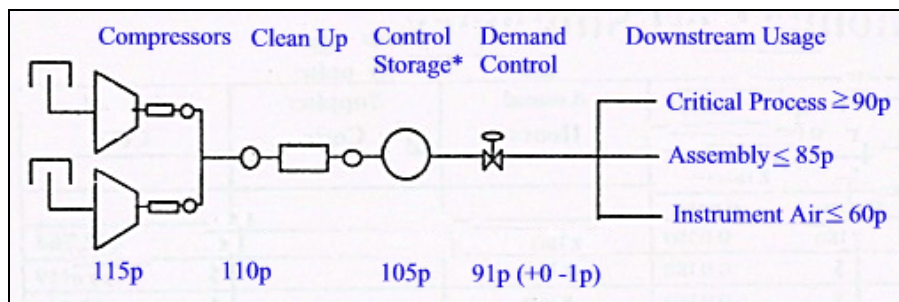 Compressors Clean Up Control Storage* Demand Control Downstream Usage
Critical Process ≥90p
Assembly ≤ 85p
Instrument Air ≤ 60p
115p 110p 105p 91p (+0 -1p)